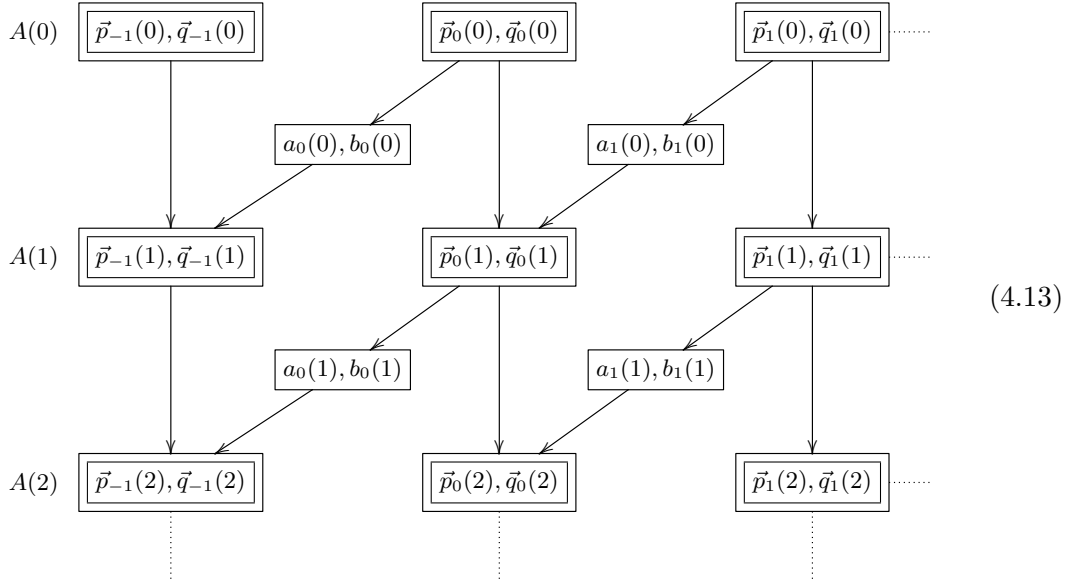 A(0) p⃗₋₁(0), q⃗₋₁(0) p⃗₀(0), q⃗₀(0) p⃗₁(0), q⃗₁(0)
a₀(0), b₀(0) a₁(0), b₁(0)
A(1) p⃗₋₁(1), q⃗₋₁(1) p⃗₀(1), q⃗₀(1) p⃗₁(1), q⃗₁(1)
(4.13)
a₀(1), b₀(1) a₁(1), b₁(1)
A(2) p⃗₋₁(2), q⃗₋₁(2) p⃗₀(2), q⃗₀(2) p⃗₁(2), q⃗₁(2)